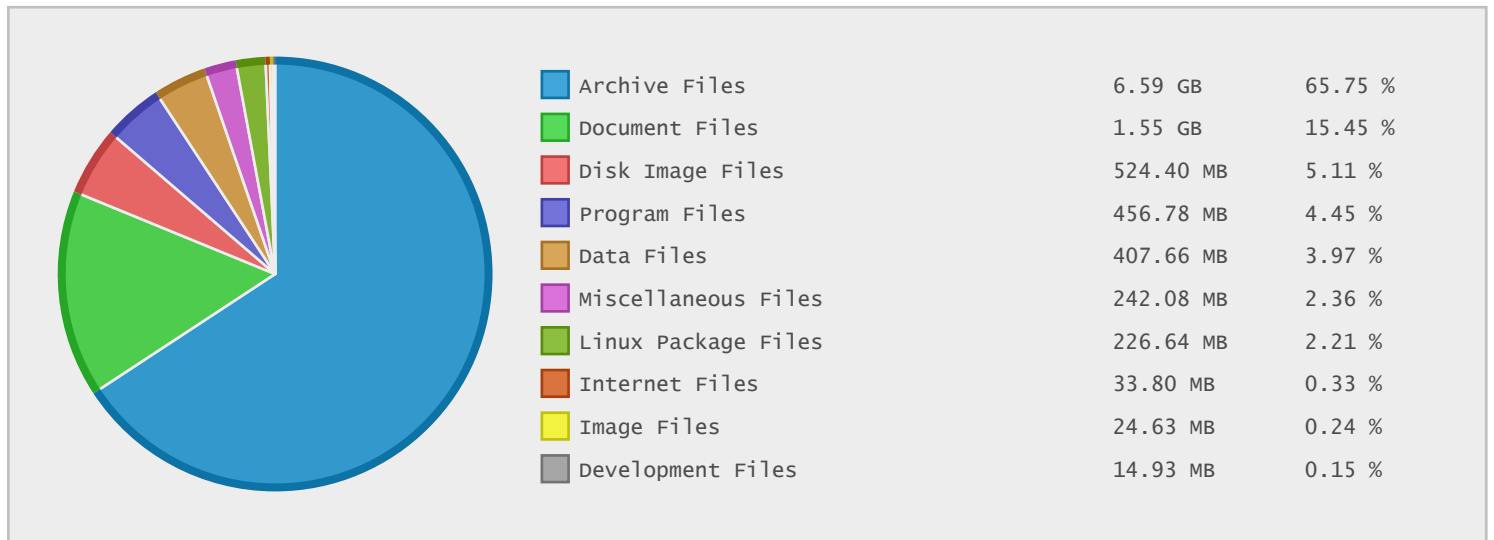 Archive Files 6.59 GB 65.75 %
Document Files 1.55 GB 15.45 %
Disk Image Files 524.40 MB 5.11 %
Program Files 456.78 MB 4.45 %
Data Files 407.66 MB 3.97 %
Miscellaneous Files 242.08 MB 2.36 %
Linux Package Files 226.64 MB 2.21 %
Internet Files 33.80 MB 0.33 %
Image Files 24.63 MB 0.24 %
Development Files 14.93 MB 0.15 %